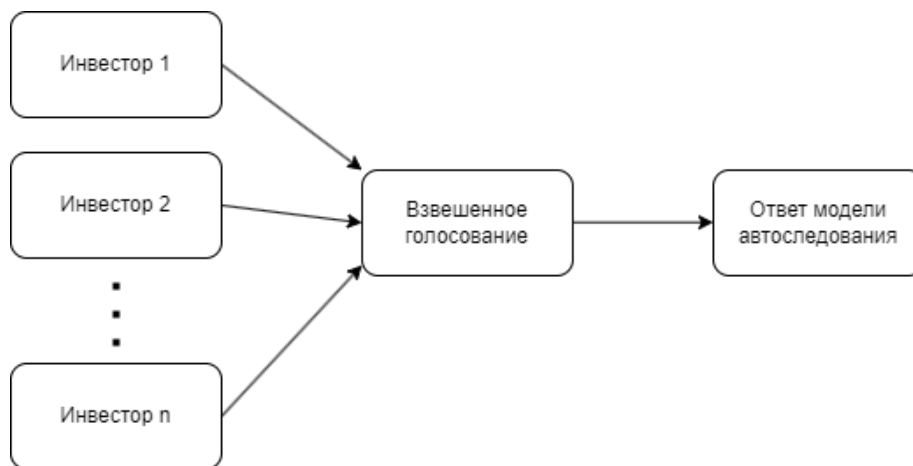 Инвестор 1
Инвестор 2
Инвестор n
Взвешенное
голосование
Ответ модели
автоследования